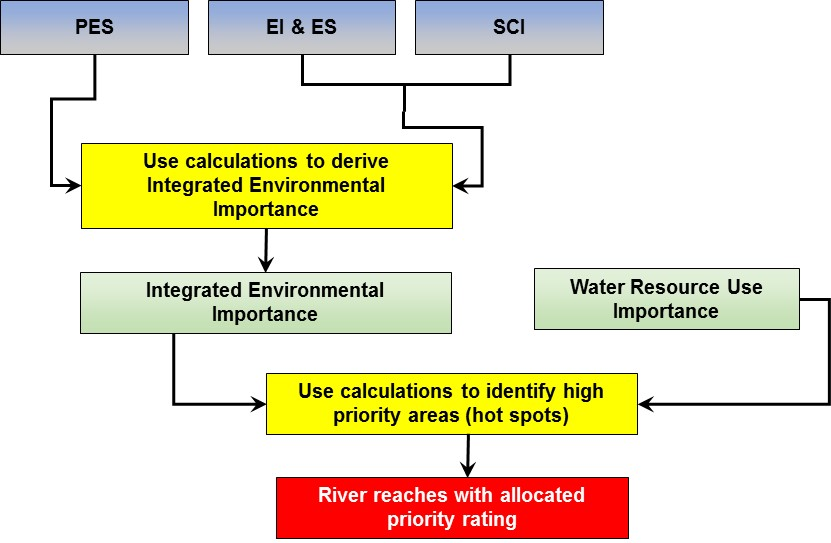 PES
EI & ES
SCI
Use calculations to derive
Integrated Environmental
Importance
Integrated Environmental
Importance
Water Resource Use
Importance
Use calculations to identify high
priority areas (hot spots)
River reaches with allocated
priority rating